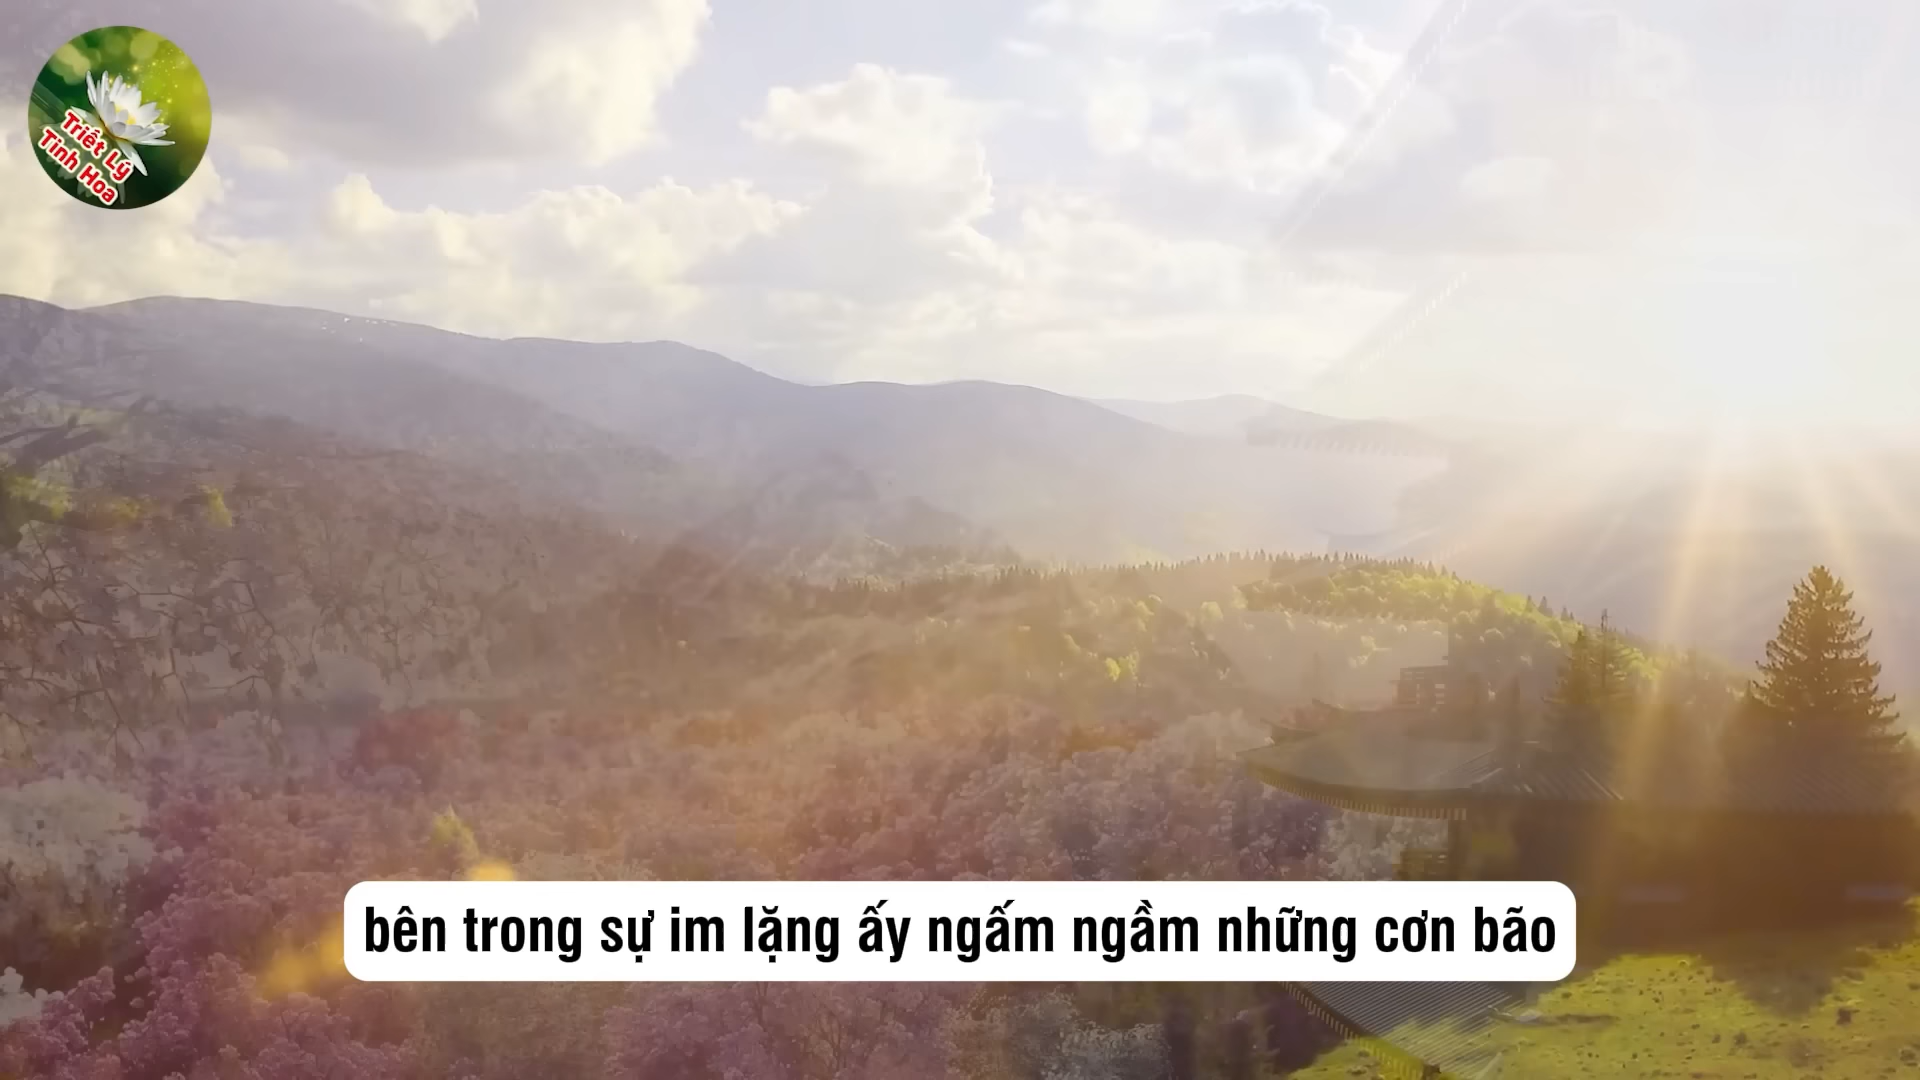 Triết Lý
Tinh Hoa
bên trong sự im lặng ấy ngấm ngầm những cơn bão